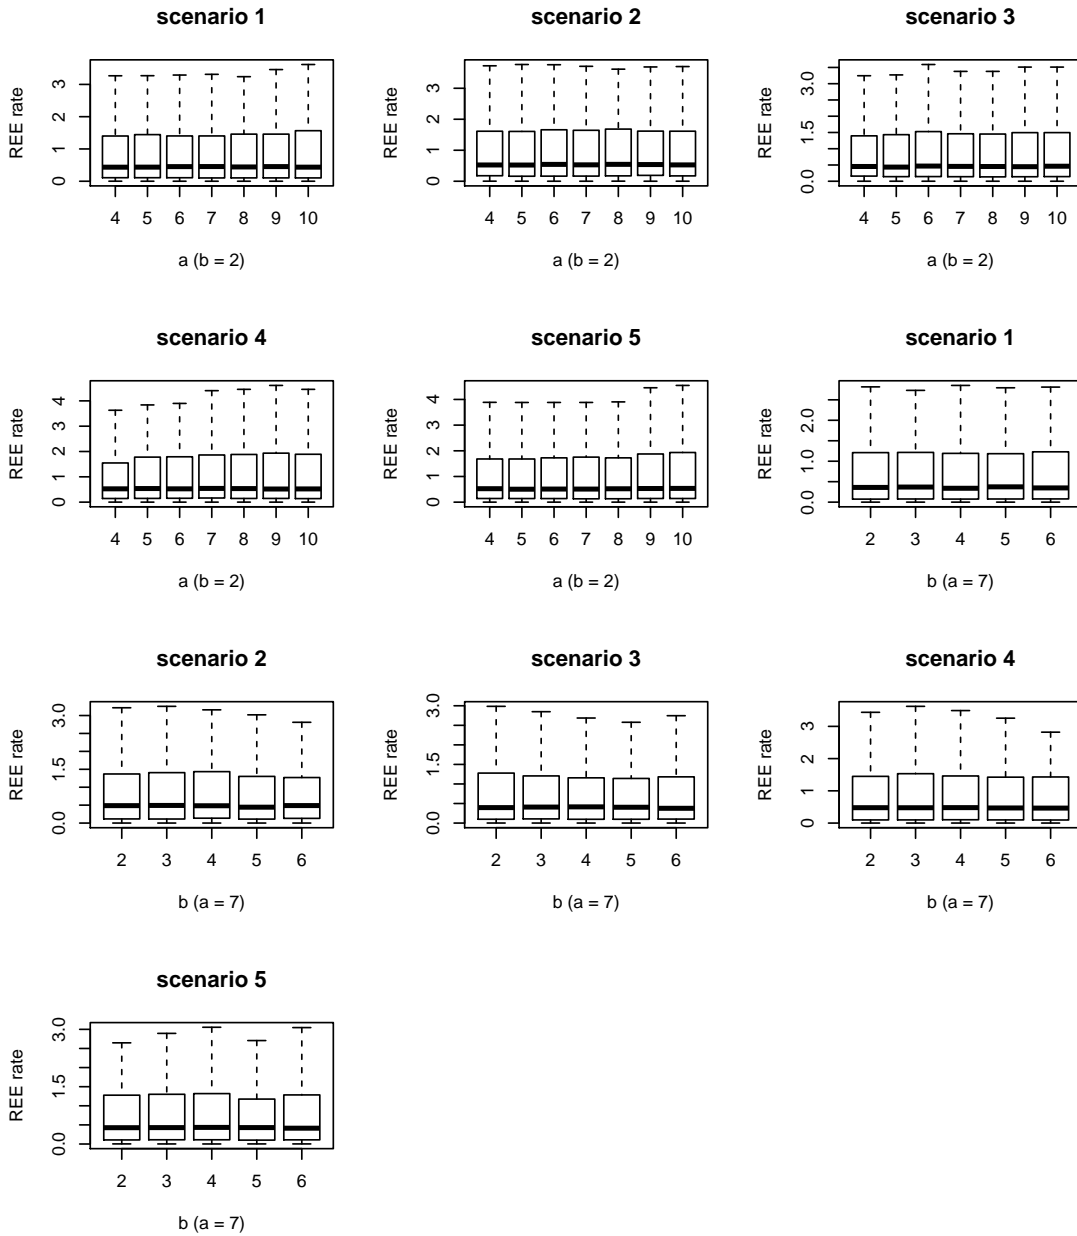 scenario 1
REE rate
0 1 2 3
4 5 6 7 8 9 10
a (b = 2)
scenario 2
REE rate
0 1 2 3
4 5 6 7 8 9 10
a (b = 2)
scenario 3
REE rate
0.0 1.5 3.0
4 5 6 7 8 9 10
a (b = 2)
scenario 4
REE rate
0 1 2 3 4
4 5 6 7 8 9 10
a (b = 2)
scenario 5
REE rate
0 1 2 3 4
4 5 6 7 8 9 10
a (b = 2)
scenario 1
REE rate
0.0 1.0 2.0
2 3 4 5 6
b (a = 7)
scenario 2
REE rate
0.0 1.5 3.0
2 3 4 5 6
b (a = 7)
scenario 3
REE rate
0.0 1.5 3.0
2 3 4 5 6
b (a = 7)
scenario 4
REE rate
0 1 2 3
2 3 4 5 6
b (a = 7)
scenario 5
REE rate
0.0 1.5 3.0
2 3 4 5 6
b (a = 7)